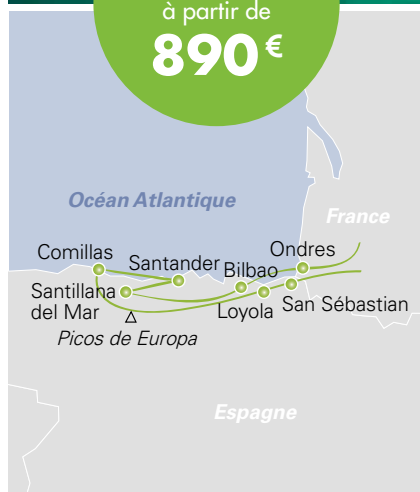 à partir de
890 €
Océan Atlantique
France
Comillas
Santander
Bilbao
Ondres
Santillana
del Mar
Loyola
San Sébastian
Picos de Europa
Espagne